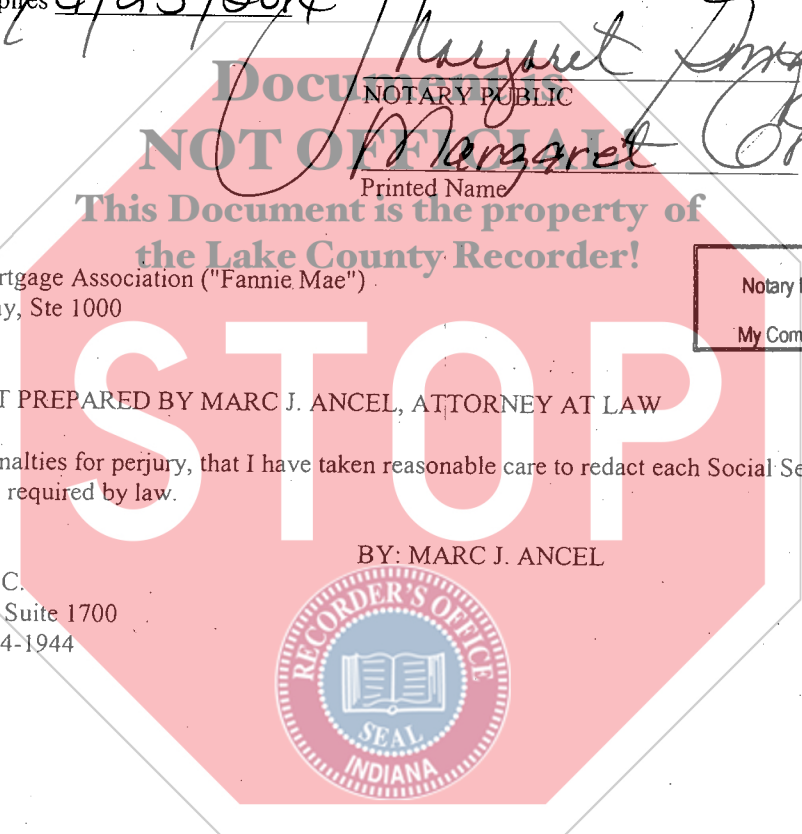 Margaret
Document is
NOTARY PUBLIC
NOT OFFICIAL!
Margaret
Printed Name
This Document is the property of
the Lake County Recorder!
rtgage Association ("Fannie Mae")
y, Ste 1000
Notary
My Com
T PREPARED BY MARC J. ANCEL, ATTORNEY AT LAW
nalties for perjury, that I have taken reasonable care to redact each Social Se
required by law.
STOP
BY: MARC J. ANCEL
C.
Suite 1700
4-1944
RECORDER'S OFFICE
SEAL
INDIANA